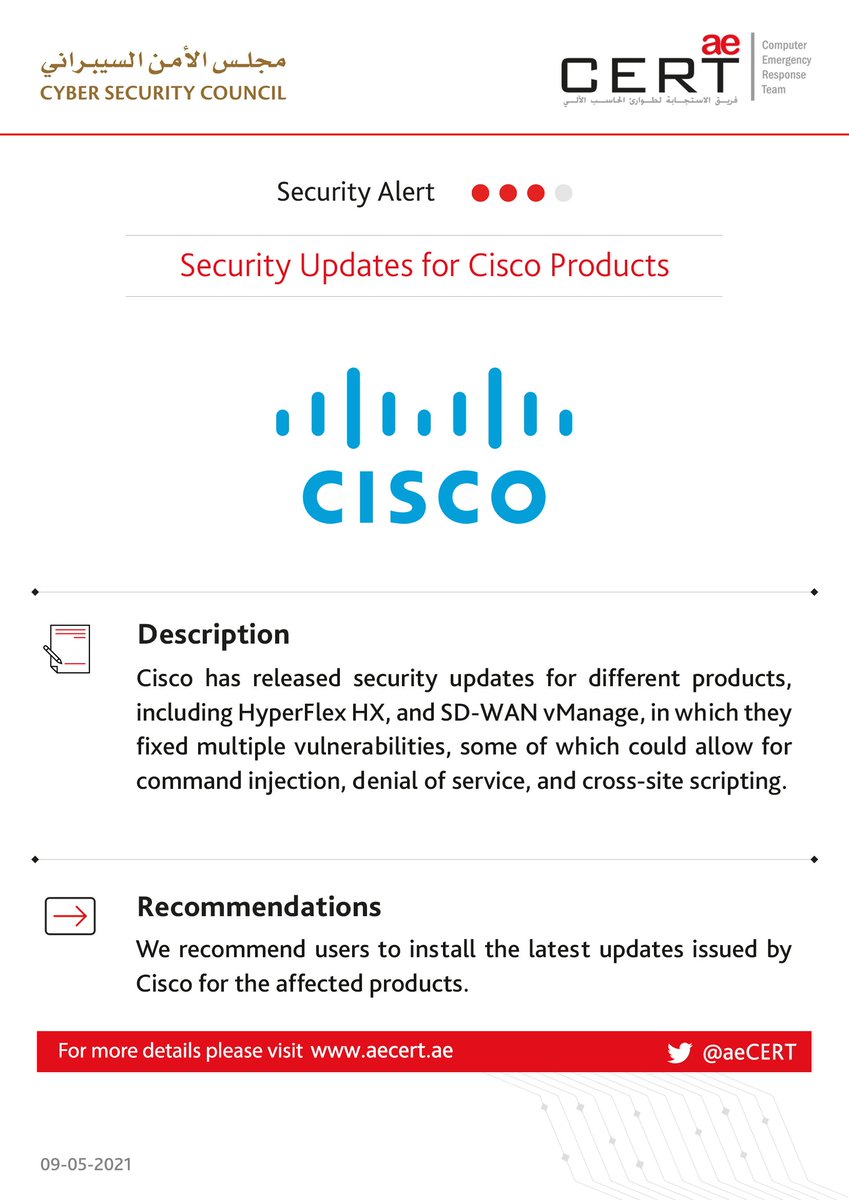 مجلس الأمن السيبراني
CYBER SECURITY COUNCIL
ae
CERT
فريق الاستجابة لطوارئ الحاسب الآلي
Computer
Emergency
Response
Team
Security Alert
Security Updates for Cisco Products
CISCO
Description
Cisco has released security updates for different products,
including HyperFlex HX, and SD-WAN vManage, in which they
fixed multiple vulnerabilities, some of which could allow for
command injection, denial of service, and cross-site scripting.
Recommendations
We recommend users to install the latest updates issued by
Cisco for the affected products.
For more details please visit www.aecert.ae
@aeCERT
09-05-2021